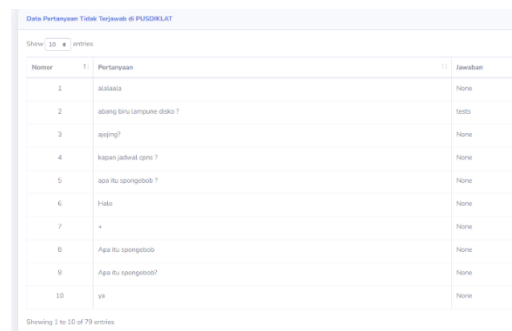 Data Pertanyaan Tidak Terjawab di PUSDIKLAT
Show 10 entries
Nomor Pertanyaan Jawaban
1 alalaala None
2 abang biru lampune disko ? tests
3 ajojing? None
4 kapan jadwal cpns ? None
5 apa itu spongebob ? None
6 Halo None
7 + None
8 Apa itu spongebob None
9 Apa itu spongebob? None
10 ya None
Showing 1 to 10 of 79 entries